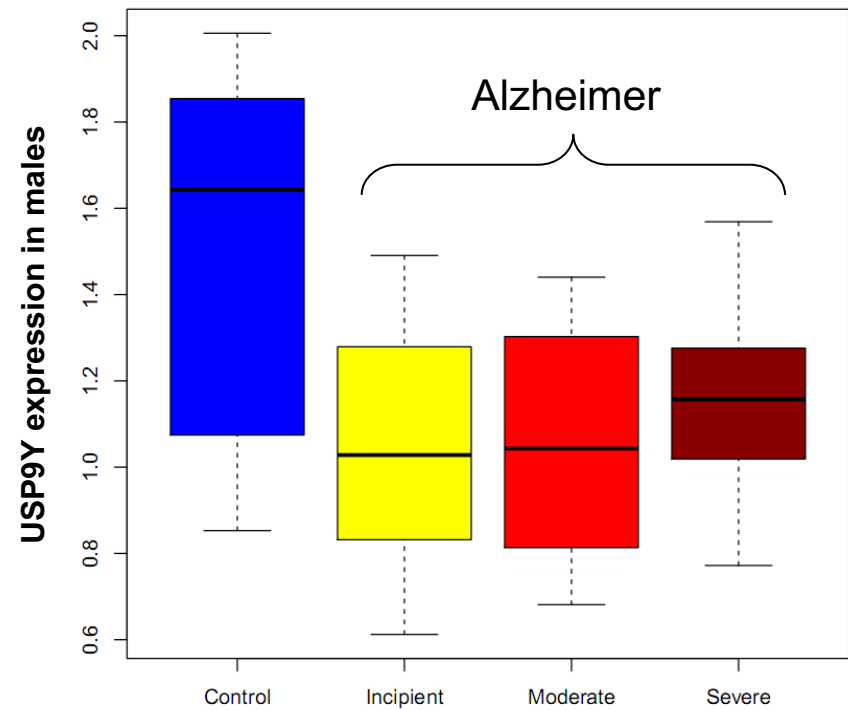 Alzheimer
USP9Y expression in males
2.0
1.8
1.6
1.4
1.2
1.0
0.8
0.6
Control Incipient Moderate Severe